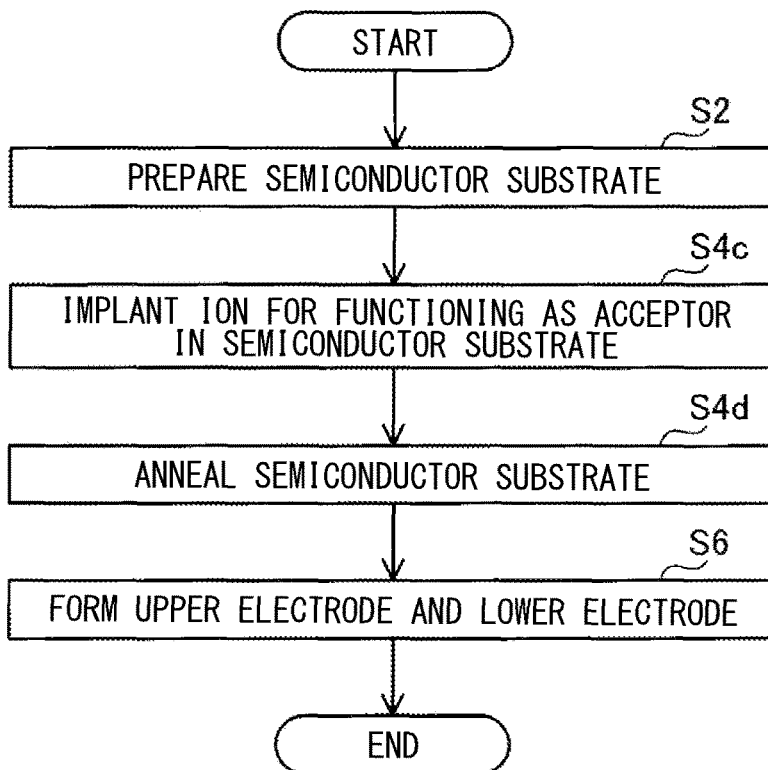 START
S2
PREPARE SEMICONDUCTOR SUBSTRATE
S4c
IMPLANT ION FOR FUNCTIONING AS ACCEPTOR
IN SEMICONDUCTOR SUBSTRATE
S4d
ANNEAL SEMICONDUCTOR SUBSTRATE
S6
FORM UPPER ELECTRODE AND LOWER ELECTRODE
END